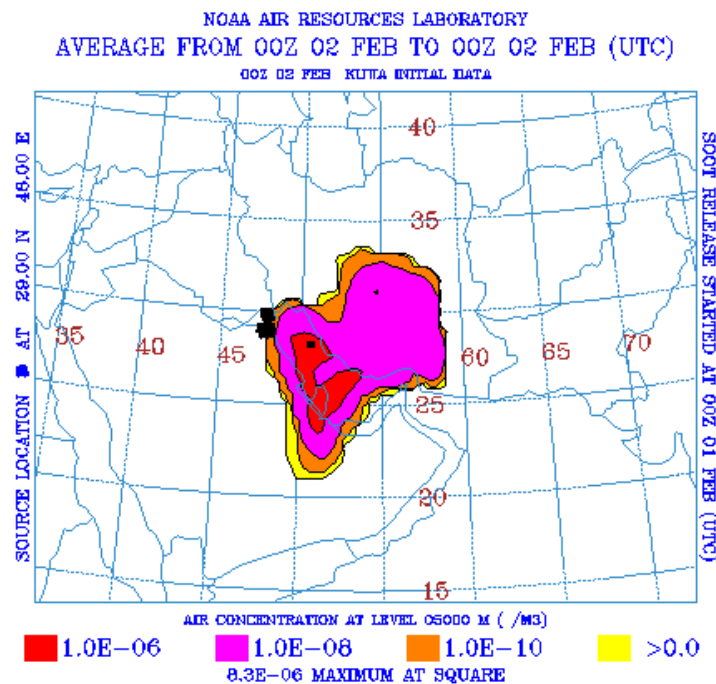 NOAA AIR RESOURCES LABORATORY
AVERAGE FROM 00Z 02 FEB TO 00Z 02 FEB (UTC)
00Z 02 FEB KUWA INITIAL DATA
SOURCE LOCATION AT 29.00 N 48.00 E
40
35
35
40
45
60
65
70
25
20
15
SOOT RELEASE STARTED AT 00Z 01 FEB (UTC)
AIR CONCENTRATION AT LEVEL 05000 M ( /M3)
1.0E-06 1.0E-08 1.0E-10 >0.0
8.3E-06 MAXIMUM AT SQUARE